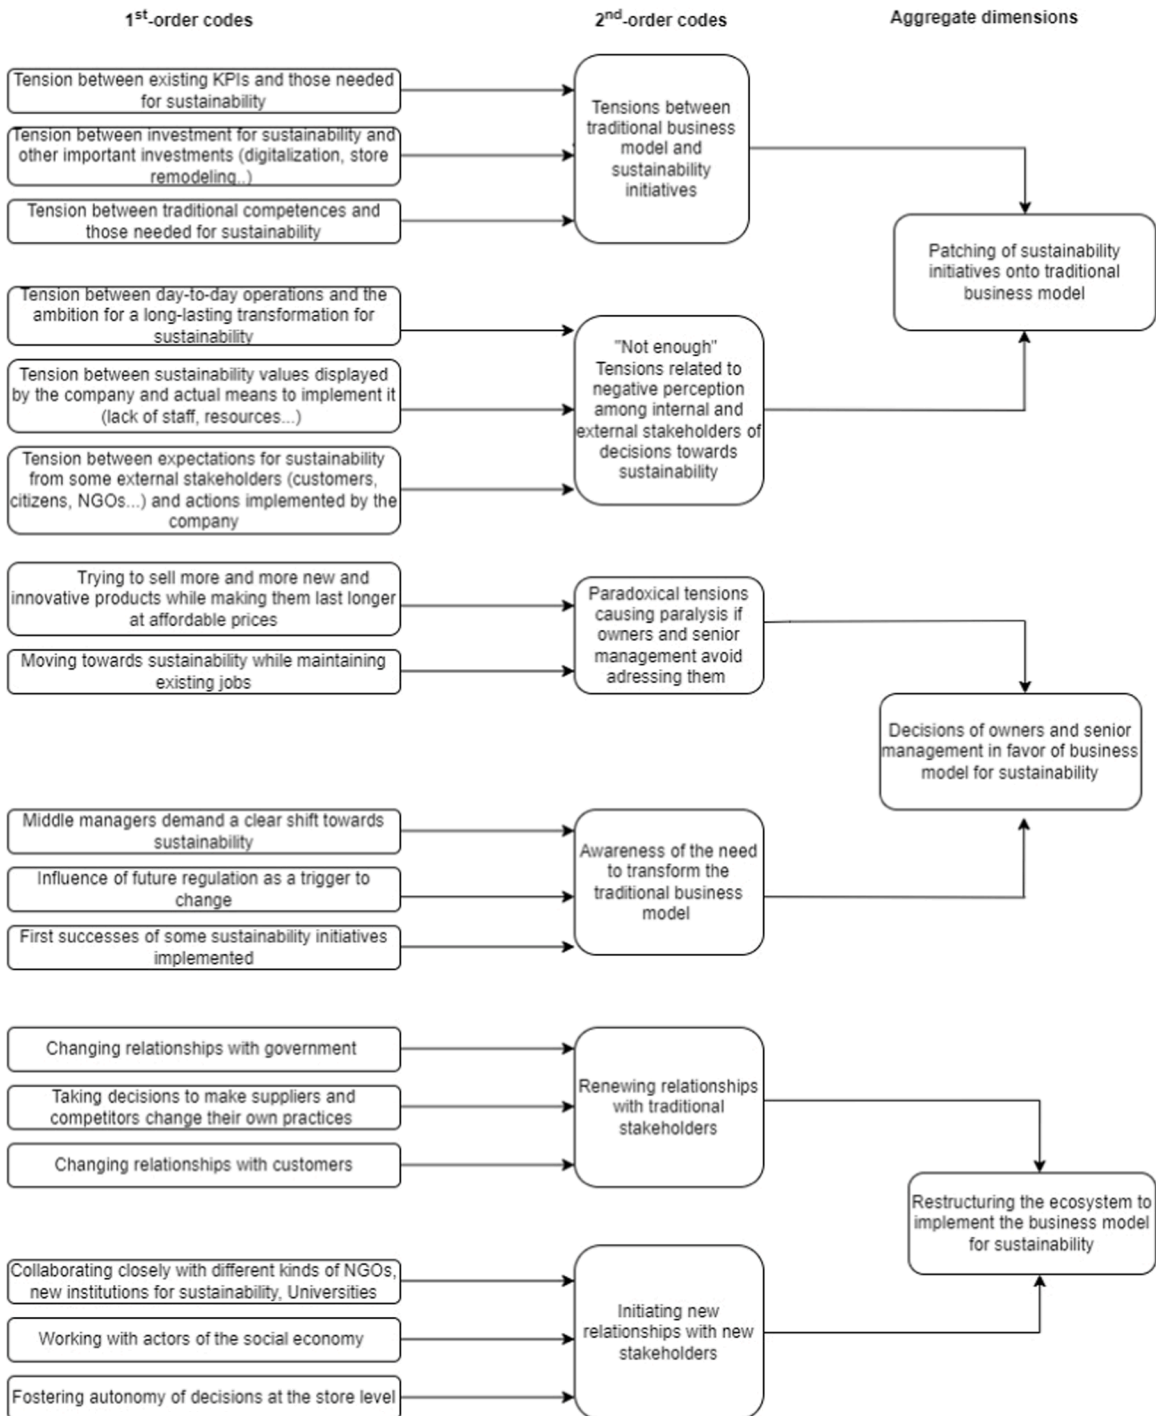 1st-order codes
2nd-order codes
Aggregate dimensions
Tension between existing KPIs and those needed
for sustainability
Tension between investment for sustainability and
other important investments (digitalization, store
remodeling..)
Tension between traditional competences and
those needed for sustainability
Tensions between
traditional business
model and
sustainability
initiatives
Patching of sustainability
initiatives onto traditional
business model
Tension between day-to-day operations and the
ambition for a long-lasting transformation for
sustainability
Tension between sustainability values displayed
by the company and actual means to implement it
(lack of staff, resources...)
Tension between expectations for sustainability
from some external stakeholders (customers,
citizens, NGOs...) and actions implemented by the
company
"Not enough"
Tensions related to
negative perception
among internal and
external stakeholders of
decisions towards
sustainability
Trying to sell more and more new and
innovative products while making them last longer
at affordable prices
Moving towards sustainability while maintaining
existing jobs
Paradoxical tensions
causing paralysis if
owners and senior
management avoid
adressing them
Decisions of owners and senior
management in favor of business
model for sustainability
Middle managers demand a clear shift towards
sustainability
Influence of future regulation as a trigger to
change
First successes of some sustainability initiatives
implemented
Awareness of the need
to transform the
traditional business
model
Changing relationships with government
Taking decisions to make suppliers and
competitors change their own practices
Changing relationships with customers
Renewing relationships
with traditional
stakeholders
Restructuring the ecosystem to
implement the business model
for sustainability
Collaborating closely with different kinds of NGOs,
new institutions for sustainability, Universities
Working with actors of the social economy
Fostering autonomy of decisions at the store level
Initiating new
relationships with new
stakeholders